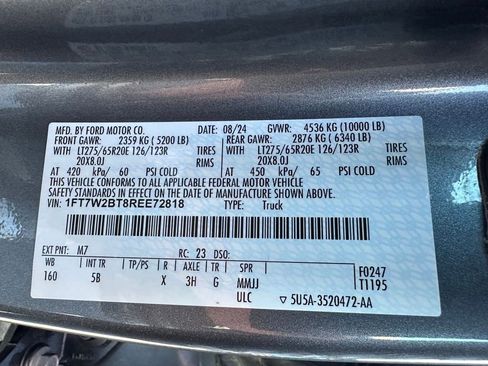 MFD. BY FORD MOTOR CO. 08/24 GVWR: 4536 KG (10000 LB)
FRONT GAWR: 2359 KG (5200 LB) REAR GAWR: 2876 KG (6340 LB)
WITH LT275/65R20E 126/123R TIRES WITH LT275/65R20E 126/123R TIRES
20X8.0J RIMS 20X8.0J RIMS
AT 420 kPa/ 60 PSI COLD AT 450 kPa/ 65 PSI COLD
THIS VEHICLE CONFORMS TO ALL APPLICABLE FEDERAL MOTOR VEHICLE
SAFETY STANDARDS IN EFFECT ON THE DATE OF MANUFACTURE SHOWN ABOVE.
VIN: 1FT7W2BT8REE72818 TYPE: Truck
EXT PNT: M7 RC: 23 DSO:
WB INT TR TP/PS R AXLE TR SPR F0247
160 5B X 3H G MMJJ T1195
ULC 5U5A-3520472-AA